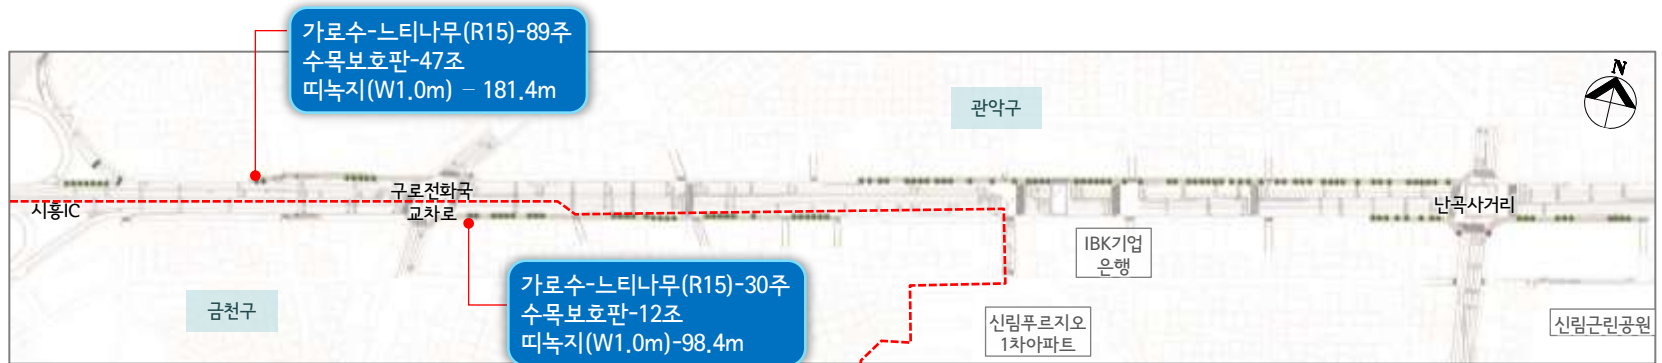 가로수-느티나무(R15)-89주
수목보호판-47조
띠녹지(W1.0m) – 181.4m
N
관악구
시흥IC
구로전화국
교차로
난곡사거리
IBK기업
은행
가로수-느티나무(R15)-30주
수목보호판-12조
띠녹지(W1.0m)-98.4m
금천구
신림푸르지오
1차아파트
신림근린공원